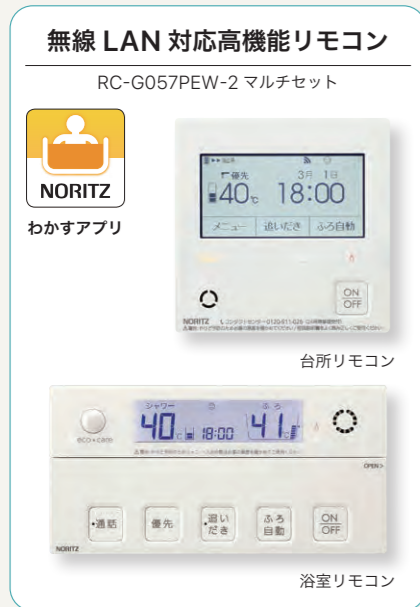 無線 LAN 対応高機能リモコン
RC-G057PEW-2 マルチセット
NORITZ
わかすアプリ
優先
3月 1日
40℃ 18:00
メニュー 追いだき ふろ自動
ON
OFF
NORITZ
台所リモコン
シャワー ふろ
40℃ 18:00 41℃
eco•care
OPEN>
通話
優先
追い
だき
ふろ
自動
ON
OFF
NORITZ
浴室リモコン